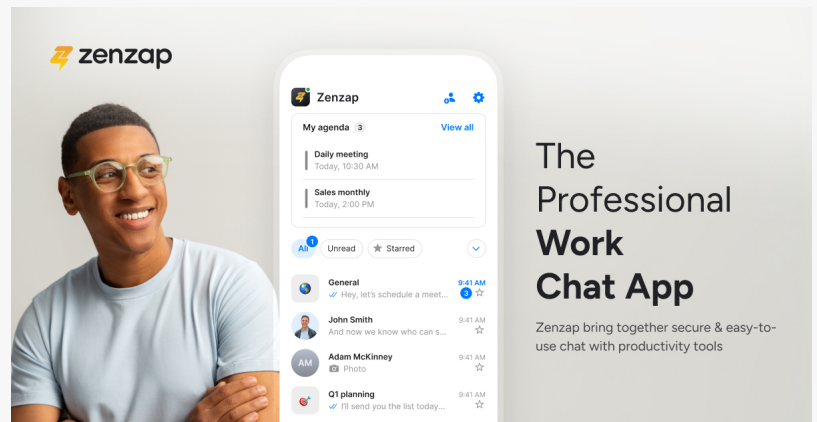 zenzap
Zenzap
My agenda 3
View all
Daily meeting
Today, 10:30 AM
Sales monthly
Today, 2:00 PM
All
1
Unread
Starred
General
9:41 AM
Hey, let's schedule a meet...
3
John Smith
9:41 AM
And now we know who can s...
AM
Adam McKinney
9:41 AM
Photo
Q1 planning
9:41 AM
I'll send you the list today...
The
Professional
Work
Chat App
Zenzap bring together secure & easy-to-
use chat with productivity tools